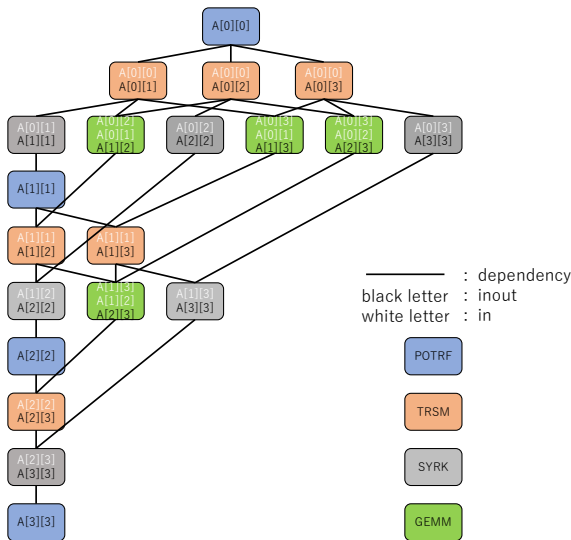 A[0][0]
A[0][0]
A[0][1]
A[0][0]
A[0][2]
A[0][0]
A[0][3]
A[0][1]
A[1][1]
A[0][2]
A[0][1]
A[1][2]
A[0][2]
A[2][2]
A[0][3]
A[0][1]
A[1][3]
A[0][3]
A[0][2]
A[2][3]
A[0][3]
A[3][3]
A[1][1]
A[1][1]
A[1][2]
A[1][1]
A[1][3]
A[1][2]
A[2][2]
A[1][3]
A[1][2]
A[2][3]
A[1][3]
A[3][3]
: dependency
black letter : inout
white letter : in
A[2][2]
POTRF
A[2][2]
A[2][3]
TRSM
A[2][3]
A[3][3]
SYRK
A[3][3]
GEMM